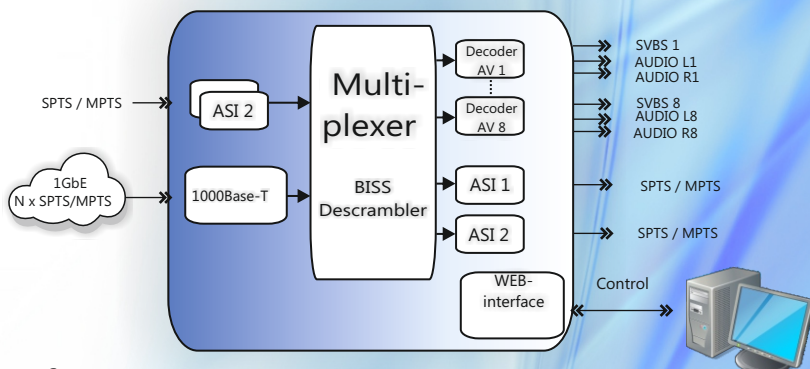 SPTS / MPTS
ASI 2
1GbE
N x SPTS/MPTS
1000Base-T
Multi-
plexer
BISS
Descrambler
Decoder
AV 1
Decoder
AV 8
ASI 1
ASI 2
WEB-
interface
SVBS 1
AUDIO L1
AUDIO R1
SVBS 8
AUDIO L8
AUDIO R8
SPTS / MPTS
SPTS / MPTS
Control